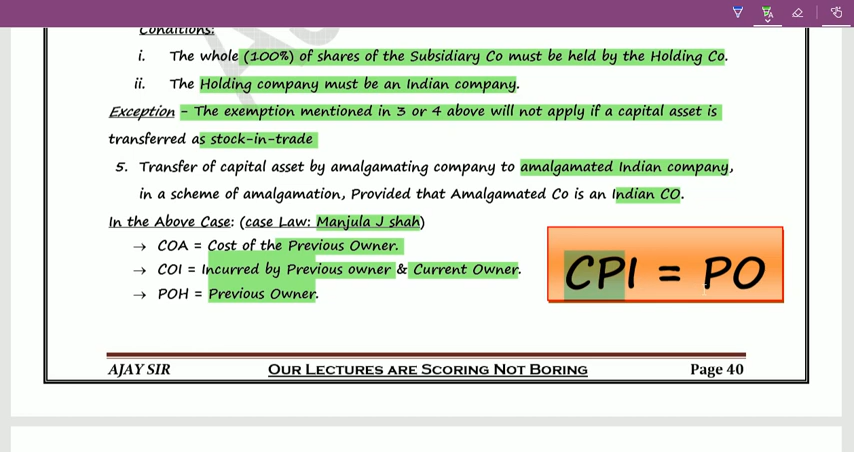 Conditions:
i. The whole (100%) of shares of the Subsidiary Co must be held by the Holding Co.
ii. The Holding company must be an Indian company.
Exception - The exemption mentioned in 3 or 4 above will not apply if a capital asset is
transferred as stock-in-trade
5. Transfer of capital asset by amalgamating company to amalgamated Indian company,
in a scheme of amalgamation, Provided that Amalgamated Co is an Indian CO.
In the Above Case: (case Law: Manjula J shah)
→ COA = Cost of the Previous Owner.
→ COI = Incurred by Previous owner & Current Owner.
→ POH = Previous Owner.
CPI = PO
AJAY SIR OUR LECTURES ARE SCORING NOT BORING Page 40